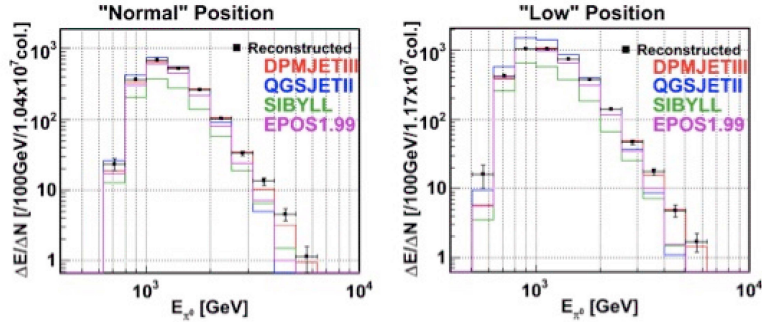 "Normal" Position
ΔE/ΔN [/100GeV/1.04x10⁷col.]
10³
10²
10
1
Reconstructed
DPMJETIII
QGSJETII
SIBYLL
EPOS1.99
10³
10⁴
E_π⁰ [GeV]
"Low" Position
ΔE/ΔN [/100GeV/1.17x10⁷col.]
10³
10²
10
1
Reconstructed
DPMJETIII
QGSJETII
SIBYLL
EPOS1.99
10³
10⁴
E_π⁰ [GeV]